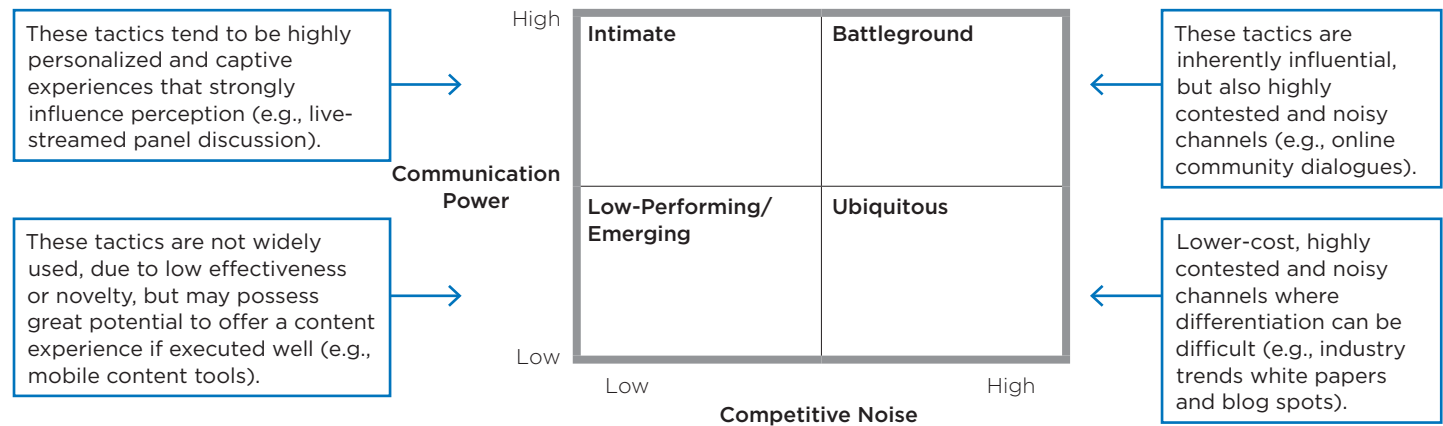 These tactics tend to be highly
personalized and captive
experiences that strongly
influence perception (e.g., live-
streamed panel discussion).
These tactics are not widely
used, due to low effectiveness
or novelty, but may possess
great potential to offer a content
experience if executed well (e.g.,
mobile content tools).
Communication
Power
High
Low
Intimate
Battleground
Low-Performing/
Emerging
Ubiquitous
Low
High
Competitive Noise
These tactics are
inherently influential,
but also highly
contested and noisy
channels (e.g., online
community dialogues).
Lower-cost, highly
contested and noisy
channels where
differentiation can be
difficult (e.g., industry
trends white papers
and blog spots).